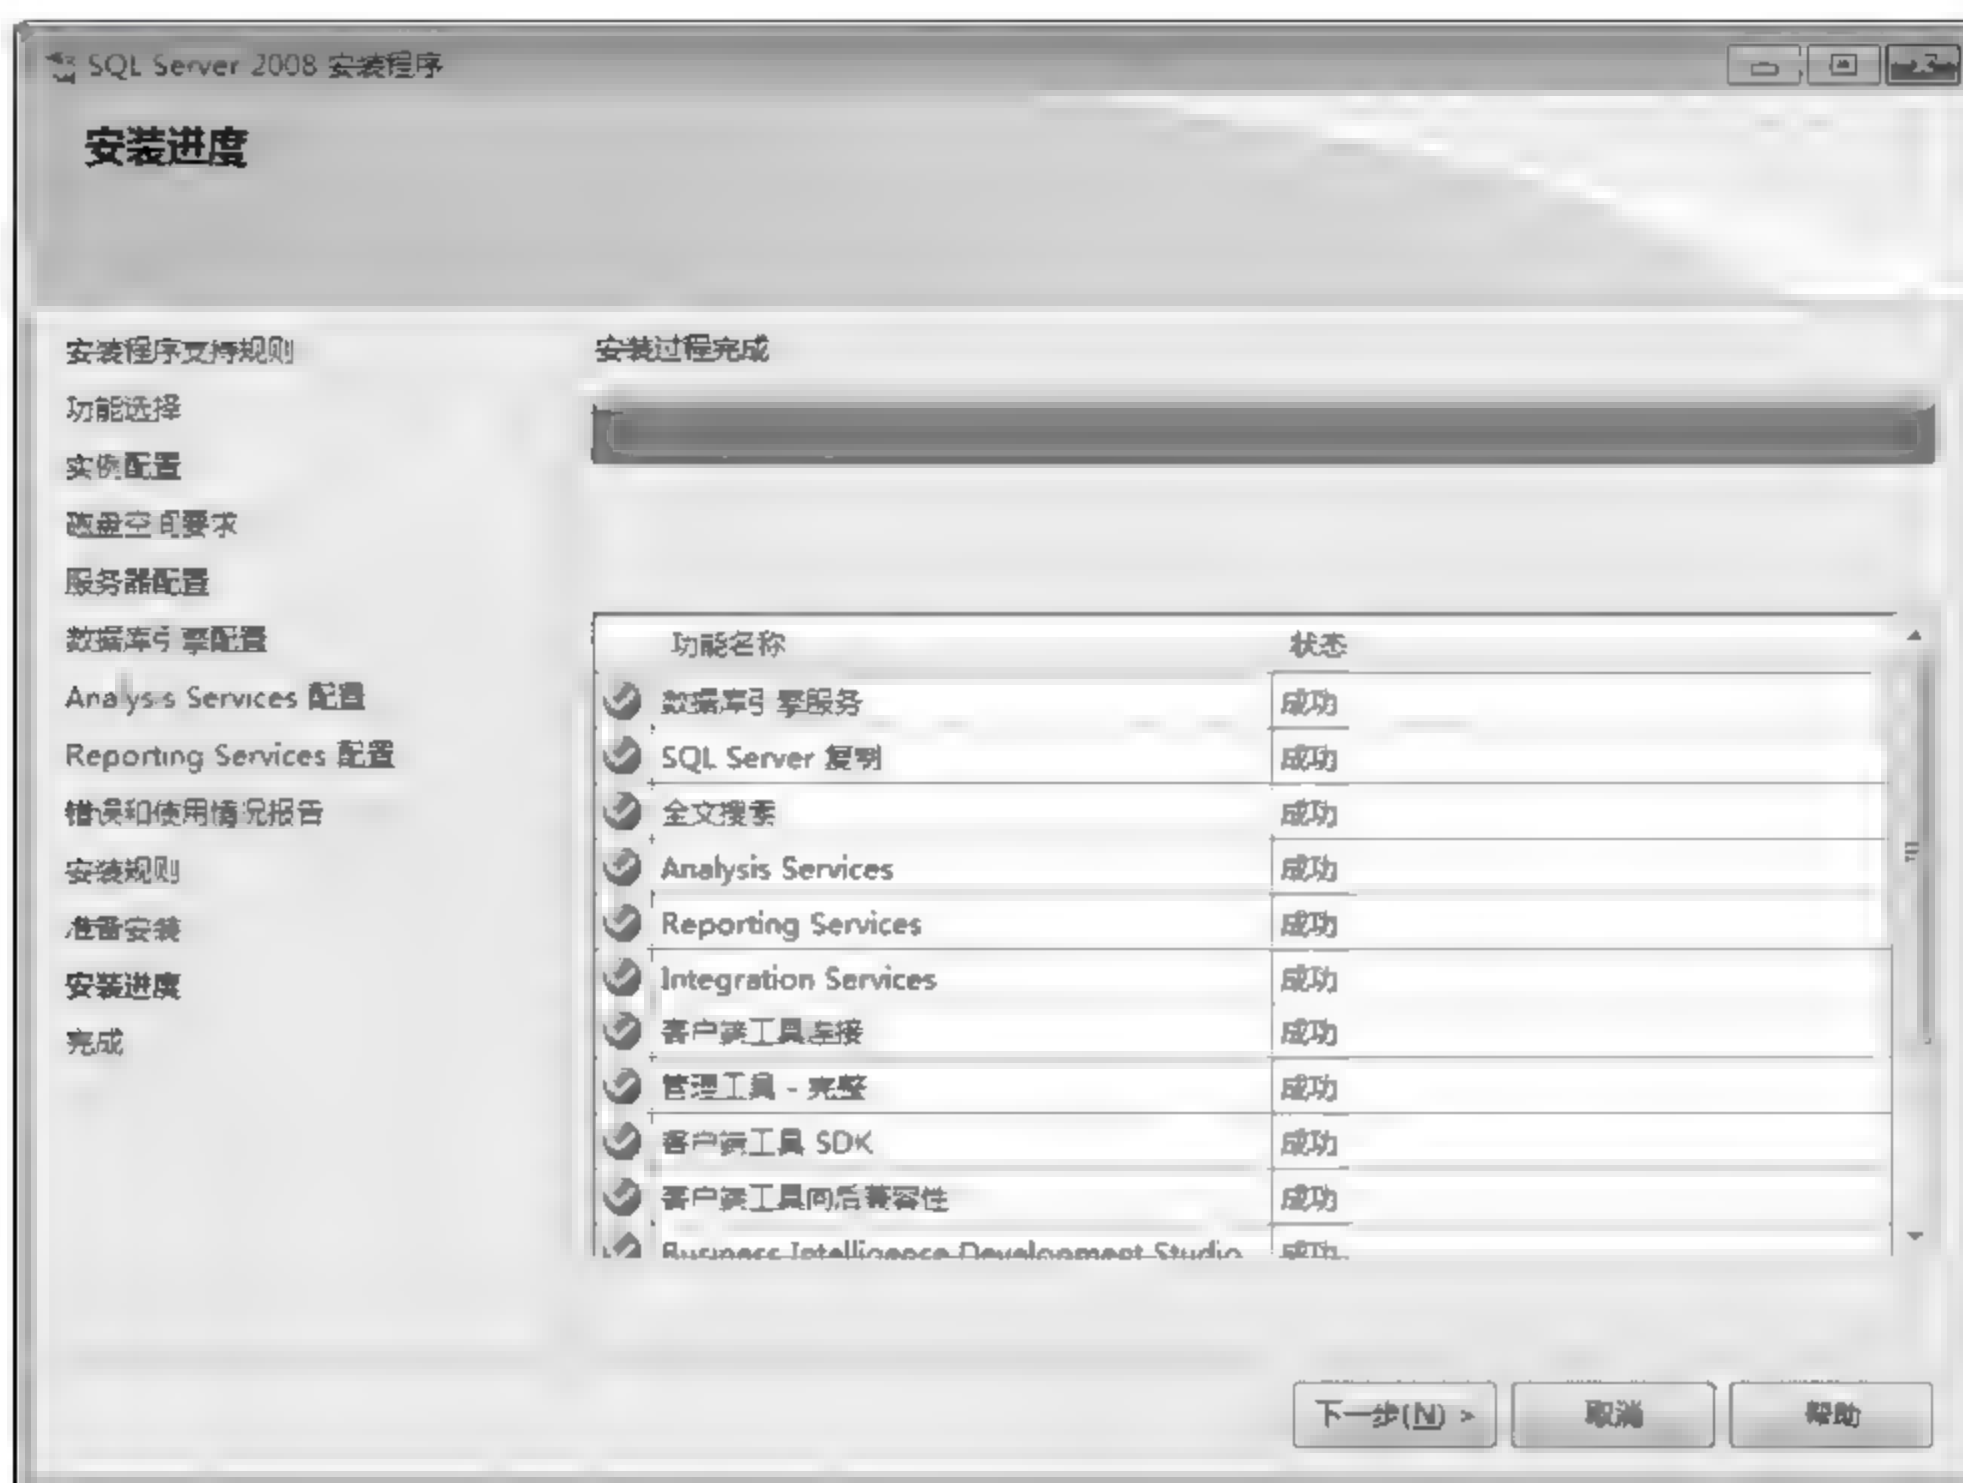 SQL Server 2008 安装程序
安装进度
安装程序支持规则
功能选择
实例配置
磁盘空间要求
服务器配置
数据库引擎配置
Analysis Services 配置
Reporting Services 配置
错误和使用情况报告
安装规则
准备安装
安装进度
完成
安装过程完成
功能名称 状态
数据库引擎服务 成功
SQL Server 复制 成功
全文搜索 成功
Analysis Services 成功
Reporting Services 成功
Integration Services 成功
客户端工具连接 成功
管理工具 - 完整 成功
客户端工具 SDK 成功
客户端工具向后兼容性 成功
Business Intelligence Development Studio 成功
下一步(N) > 取消 帮助